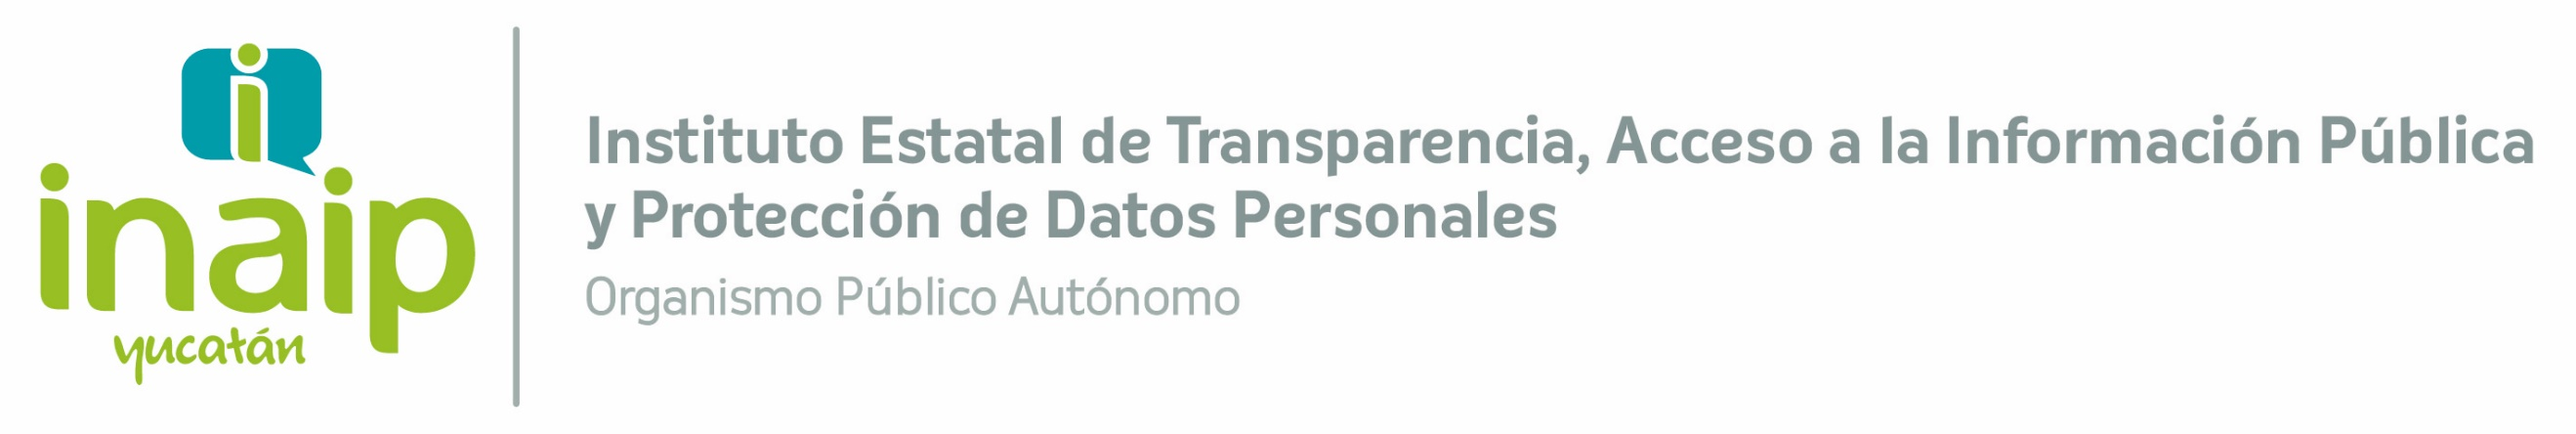 i
inaip
yucatán
Instituto Estatal de Transparencia, Acceso a la Información Pública
y Protección de Datos Personales
Organismo Público Autónomo